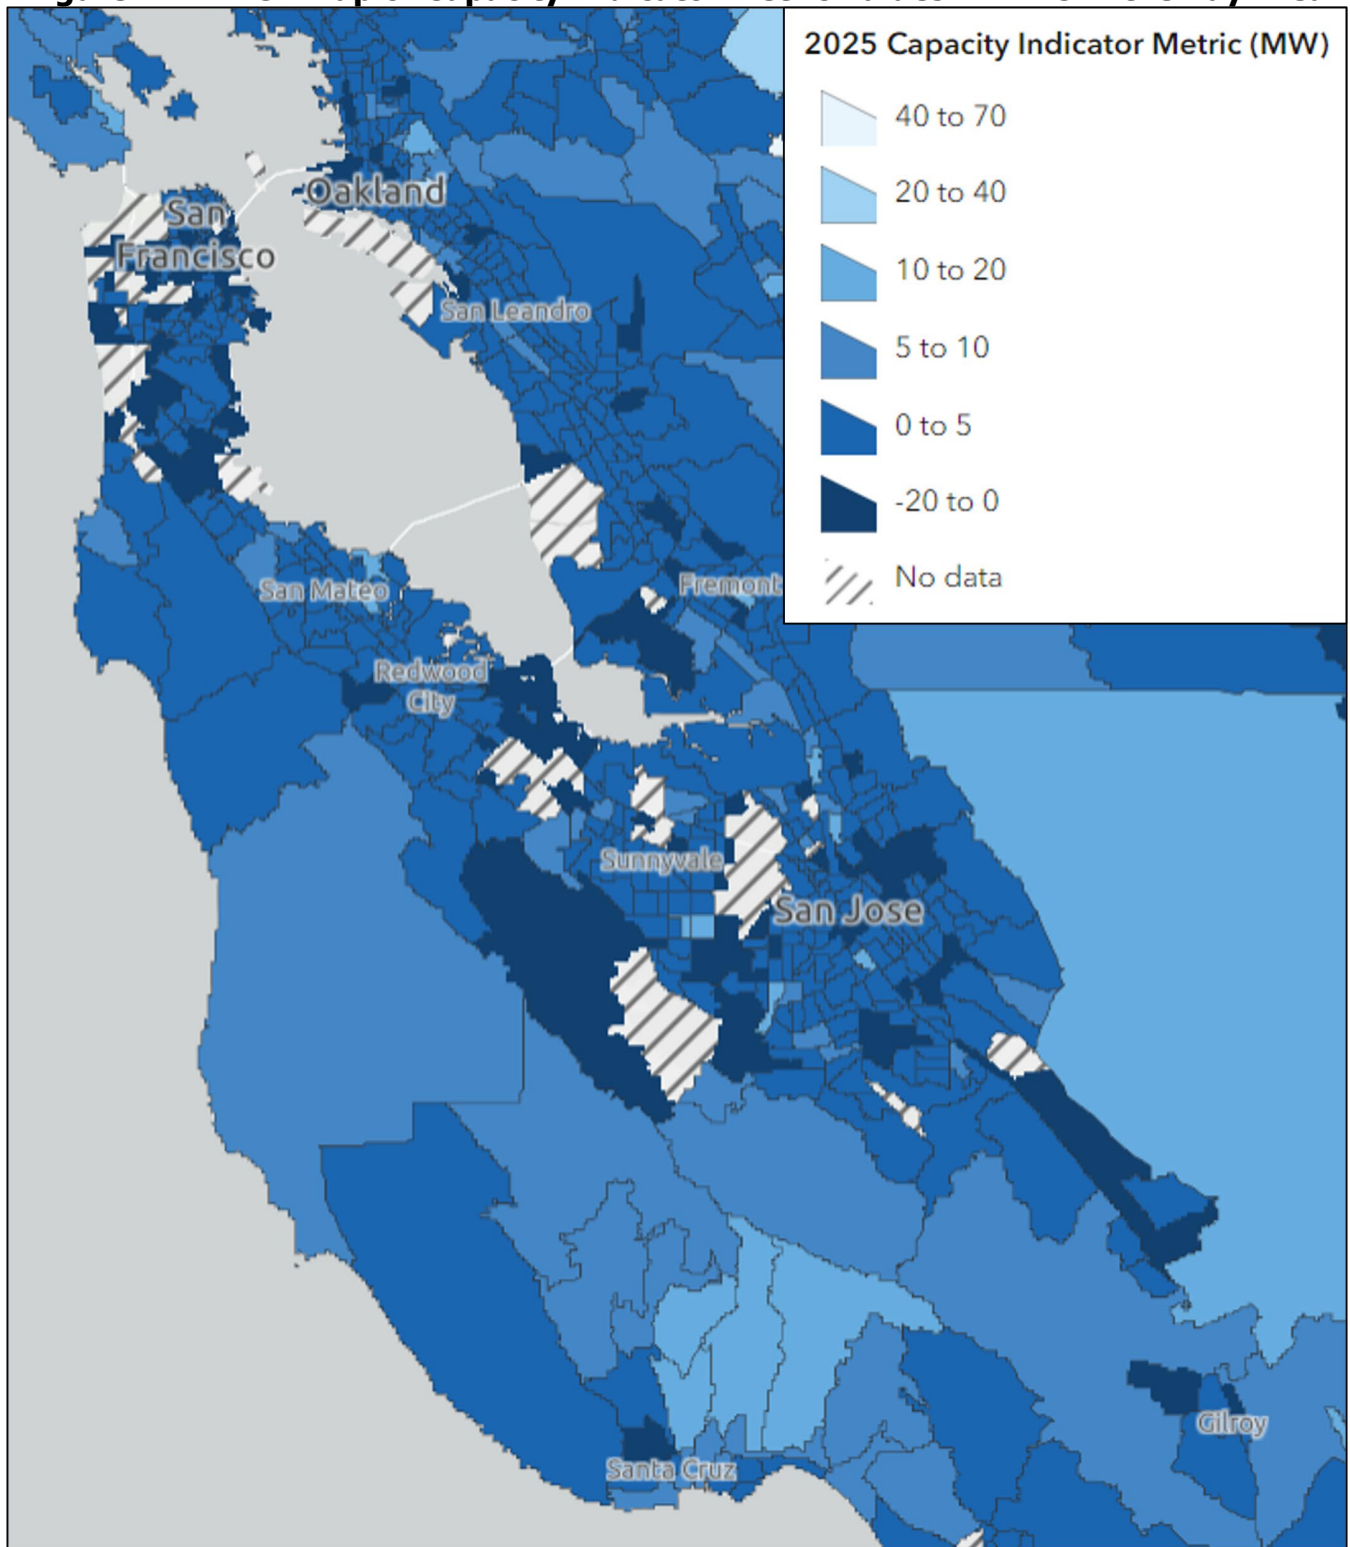 2025 Capacity Indicator Metric (MW)
40 to 70
20 to 40
10 to 20
5 to 10
0 to 5
-20 to 0
No data
Oakland
San
Francisco
San Leandro
San Mateo
Fremont
Redwood
City
Sunnyvale
San Jose
Gilroy
Santa Cruz